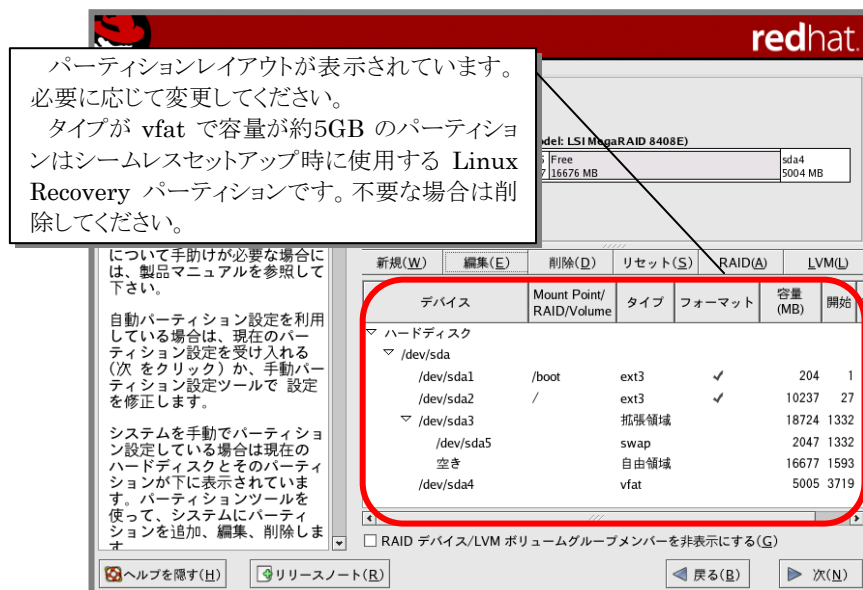 redhat.
パーティションレイアウトが表示されています。
必要に応じて変更してください。
タイプが vfat で容量が約5GB のパーティショ
ンはシームレスセットアップ時に使用する Linux
Recovery パーティションです。不要な場合は削
除してください。
del: LSI MegaRAID 8408E)
Free
16676 MB
sda4
5004 MB
について手助けが必要な場合に
は、製品マニュアルを参照して
下さい。
自動パーティション設定を利用
している場合は、現在のパー
ティション設定を受け入れる
(次 をクリック) か、手動パー
ティション設定ツールで 設定
を修正します。
システムを手動でパーティショ
ン設定している場合は現在の
ハードディスクとそのパーティ
ションが下に表示されていま
す。パーティションツールを
使って、システムにパーティ
ションを追加、編集、削除しま
す
新規(W) 編集(E) 削除(D) リセット(S) RAID(A) LVM(L)
デバイス Mount Point/ RAID/Volume タイプ フォーマット 容量 (MB) 開始
ハードディスク
/dev/sda
/dev/sda1 /boot ext3 ✓ 204 1
/dev/sda2 / ext3 ✓ 10237 27
/dev/sda3 拡張領域 18724 1332
/dev/sda5 swap 2047 1332
空き 自由領域 16677 1593
/dev/sda4 vfat 5005 3719
RAID デバイス/LVM ボリュームグループメンバーを非表示にする(G)
ヘルプを隠す(H) リリースノート(R) 戻る(B) 次(N)